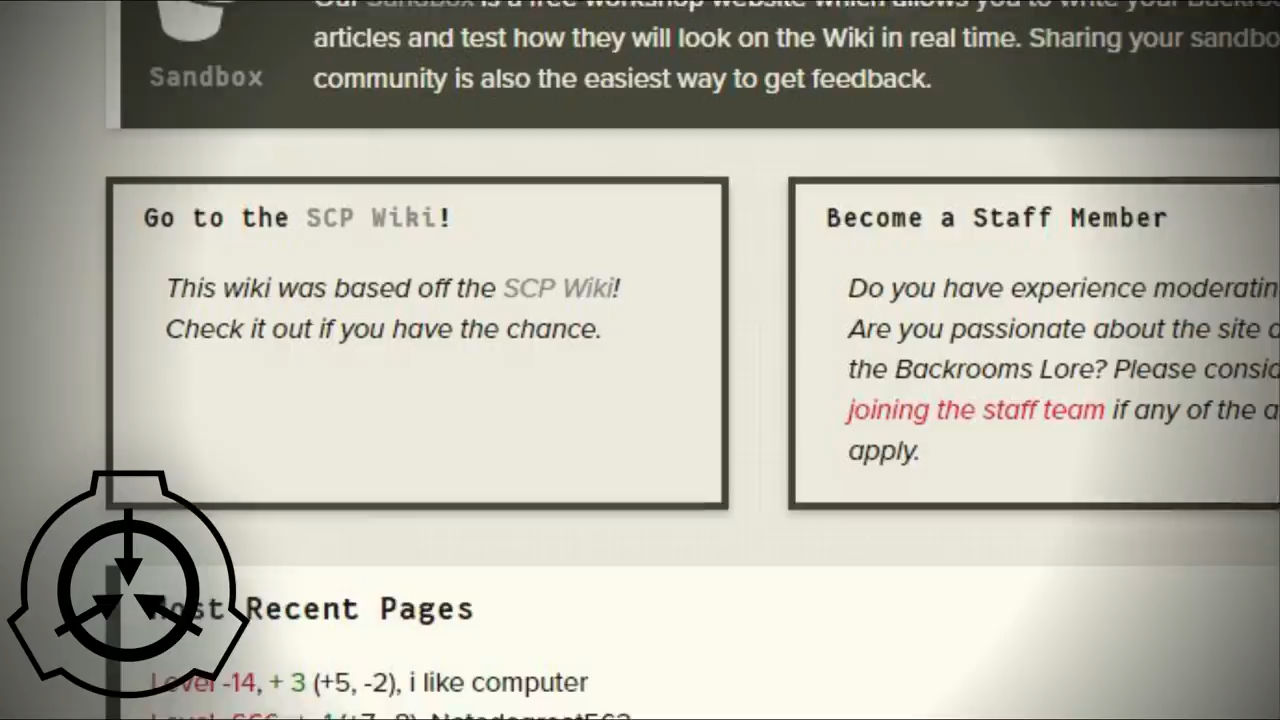 Our Sandbox is a free workshop website which allows you to write your
articles and test how they will look on the Wiki in real time. Sharing your
Sandbox
community is also the easiest way to get feedback.
Go to the SCP Wiki!
This wiki was based off the SCP Wiki!
Check it out if you have the chance.
Become a Staff Member
Do you have experience
Are you passionate about the site
the Backrooms Lore? Please
joining the staff team if any of the
apply.
Most Recent Pages
Level -14, + 3 (+5, -2), i like computer